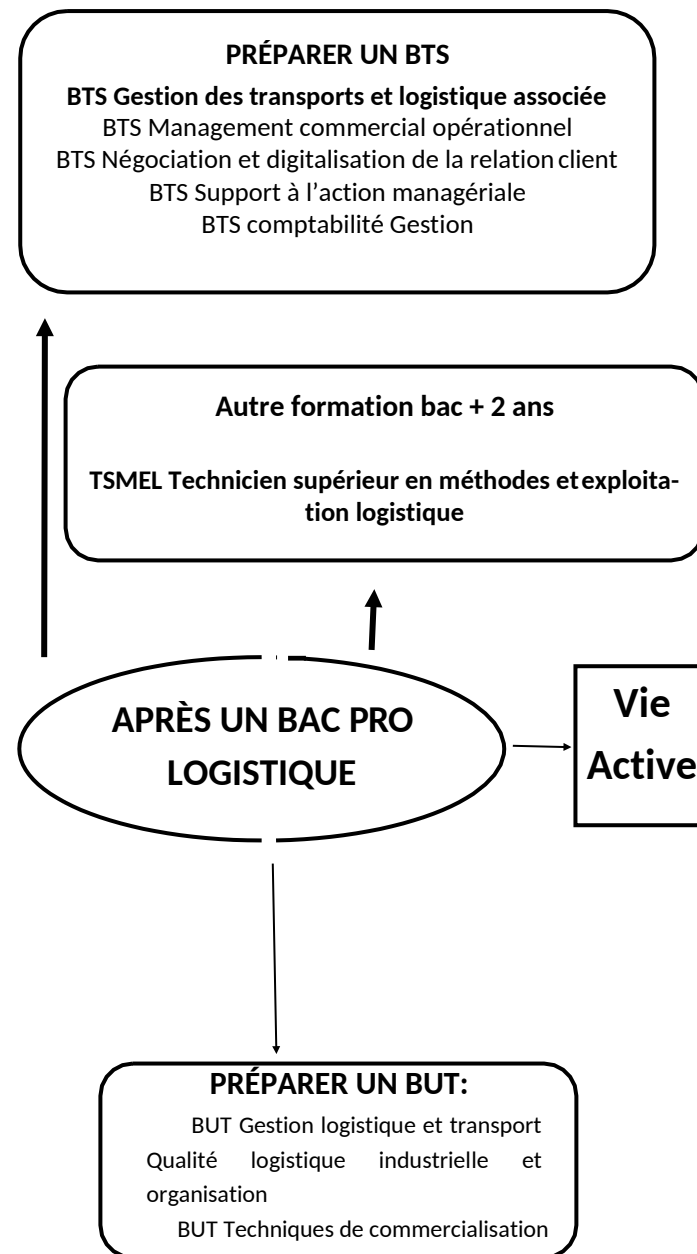 PRÉPARER UN BTS
BTS Gestion des transports et logistique associée
BTS Management commercial opérationnel
BTS Négociation et digitalisation de la relation client
BTS Support à l’action managériale
BTS comptabilité Gestion
Autre formation bac + 2 ans
TSMEL Technicien supérieur en méthodes et exploita-
tion logistique
APRÈS UN BAC PRO
LOGISTIQUE
Vie
Active
PRÉPARER UN BUT:
BUT Gestion logistique et transport
Qualité logistique industrielle et
organisation
BUT Techniques de commercialisation